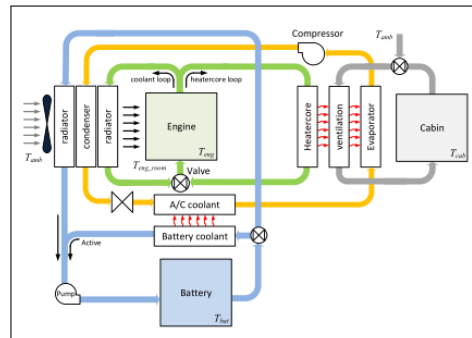 Compressor
T_amb
coolant loop
heatercore loop
radiator
condenser
radiator
Engine
T_eng
Heatercore
ventilation
Evaporator
Cabin
T_cab
T_amb
T_eng_room
Valve
A/C coolant
Battery coolant
Active
Pump
Battery
T_bat